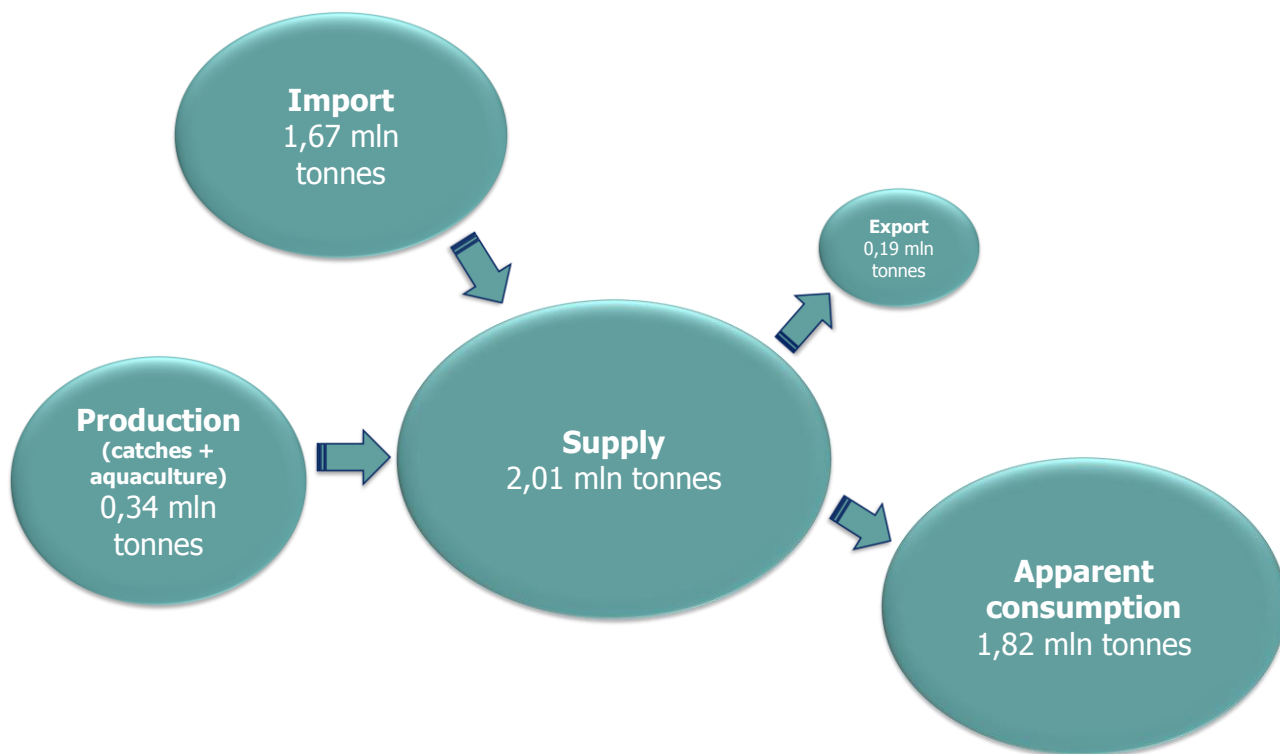 Import
1,67 mln
tonnes
Export
0,19 mln
tonnes
Production
(catches +
aquaculture)
0,34 mln
tonnes
Supply
2,01 mln tonnes
Apparent
consumption
1,82 mln tonnes